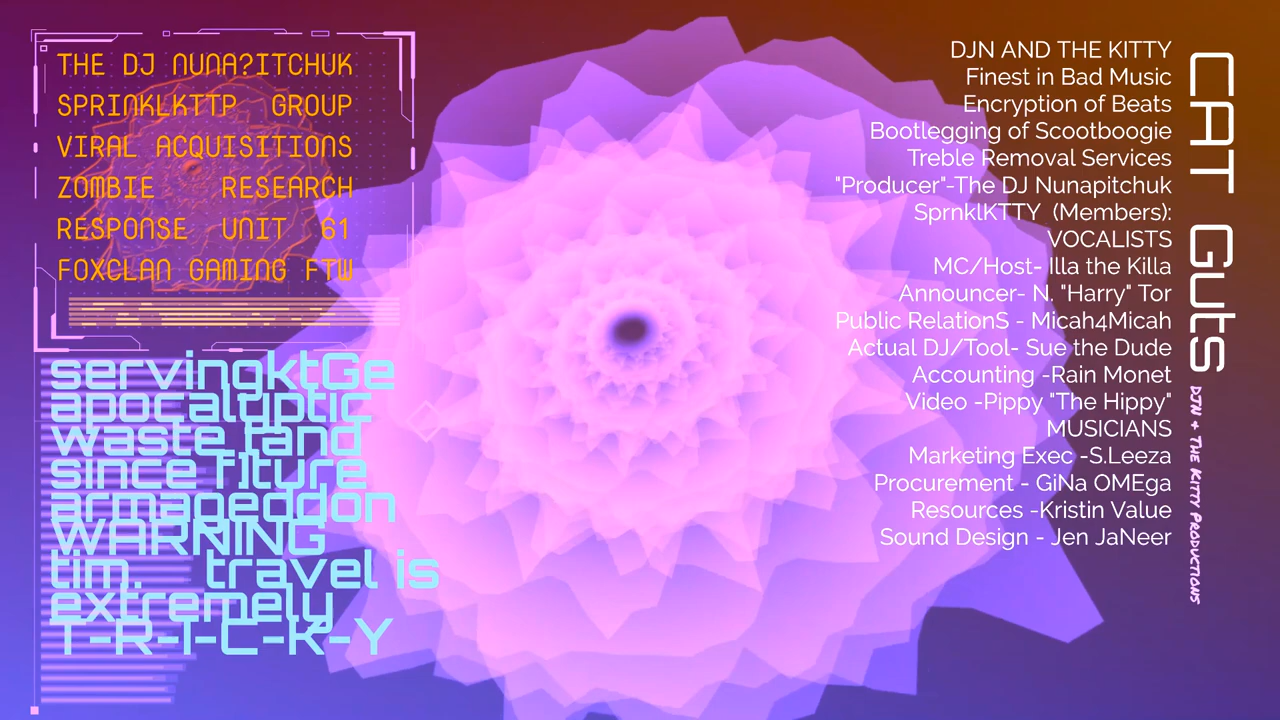 THE DJ NUNA?ITCHUK
SPRINKLKTTP GROUP
VIRAL ACQUISITIONS
ZOMBIE RESEARCH
RESPONSE UNIT 61
FOXCLAN GAMING FTW
servingktGe
apocalyptic
waste
since f1ture
armageddon
WARNING
tim. travel is
extremely
T-R-I-C-K-Y
DJN AND THE KITTY
Finest in Bad Music
Encryption of Beats
Bootlegging of Scootboogie
Treble Removal Services
"Producer"-The DJ Nunapitchuk
SprnklKTTY (Members):
VOCALISTS
MC/Host- Illa the Killa
Announcer- N. "Harry" Tor
Public RelationS - Micah4Micah
Actual DJ/Tool- Sue the Dude
Accounting -Rain Monet
Video -Pippy "The Hippy"
MUSICIANS
Marketing Exec -S.Leeza
Procurement - GiNa OMEga
Resources -Kristin Value
Sound Design - Jen JaNeer
CAT Guts
DJN + THE KITTY PRODUCTIONS